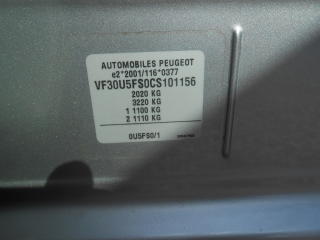 AUTOMOBILES PEUGEOT
e2*2001/116*0377
VF30U5FS0CS101156
2020 KG
3220 KG
1 1100 KG
2 1110 KG
0U5FS0/1